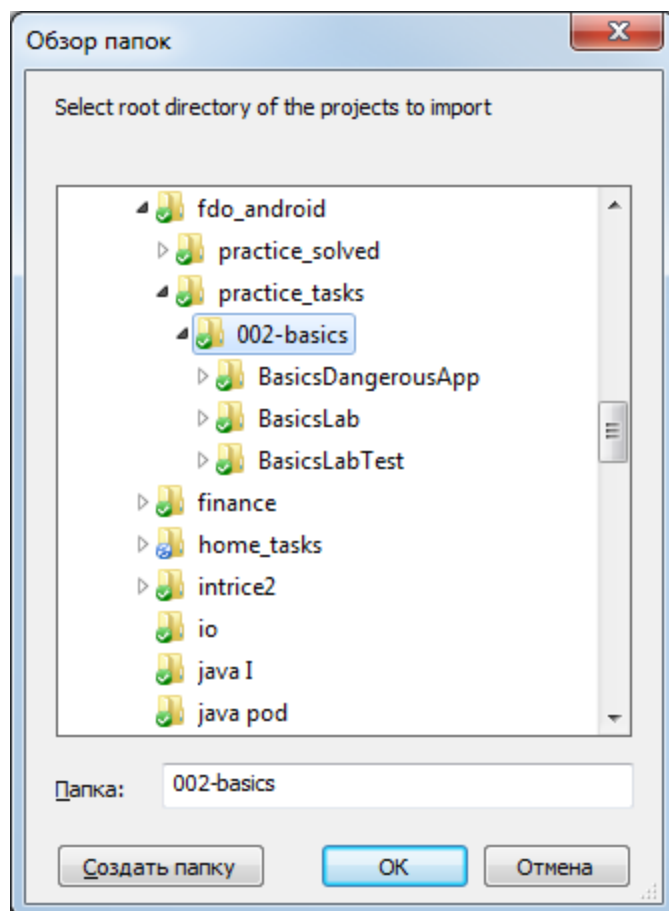 Обзор папок
Select root directory of the projects to import
fdo_android
practice_solved
practice_tasks
002-basics
BasicsDangerousApp
BasicsLab
BasicsLabTest
finance
home_tasks
intrice2
io
java I
java pod
Папка: 002-basics
Создать папку OK Отмена